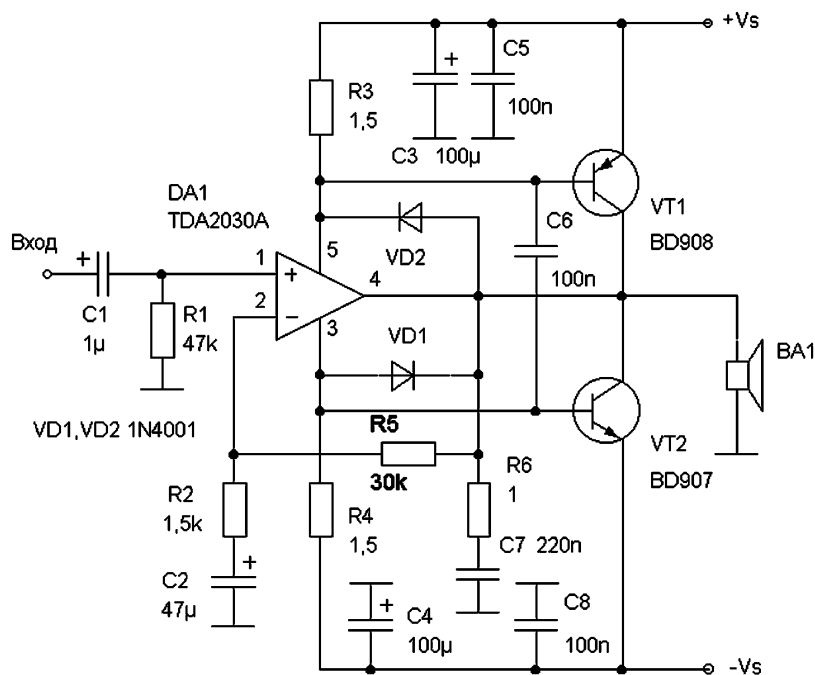 +Vs
C5
+
R3
1,5
100n
C3 100µ
DA1
TDA2030A
C6
VT1
BD908
Вход
+
1
+
5
VD2
4
100n
C1
1µ
R1
47k
2
−
3
VD1
BA1
VD1,VD2 1N4001
R5
30k
VT2
BD907
R2
1,5k
R4
1,5
R6
1
C7 220n
C2
+
47µ
+
C4
100µ
C8
100n
-Vs